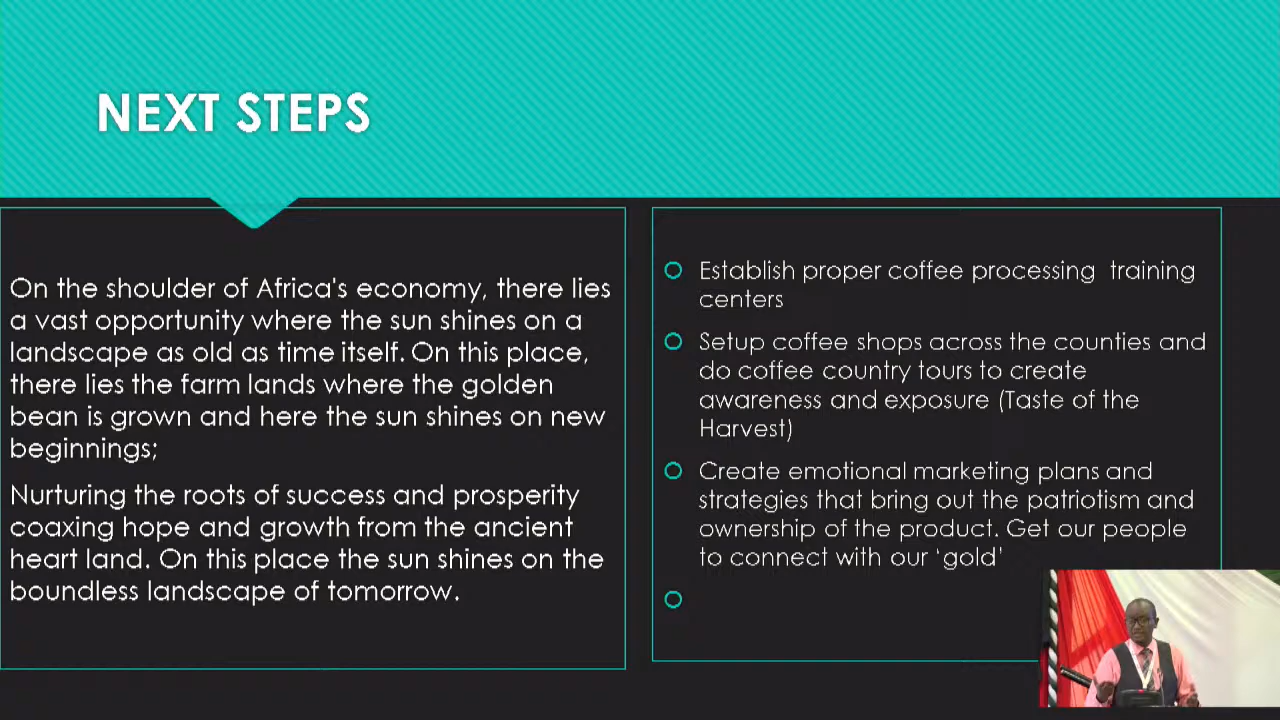 NEXT STEPS
On the shoulder of Africa's economy, there lies
a vast opportunity where the sun shines on a
landscape as old as time itself. On this place,
there lies the farm lands where the golden
bean is grown and here the sun shines on new
beginnings;
Nurturing the roots of success and prosperity
coaxing hope and growth from the ancient
heart land. On this place the sun shines on the
boundless landscape of tomorrow.
Establish proper coffee processing  training
centers
Setup coffee shops across the counties and
do coffee country tours to create
awareness and exposure (Taste of the
Harvest)
Create emotional marketing plans and
strategies that bring out the patriotism and
ownership of the product. Get our people
to connect with our ‘gold’